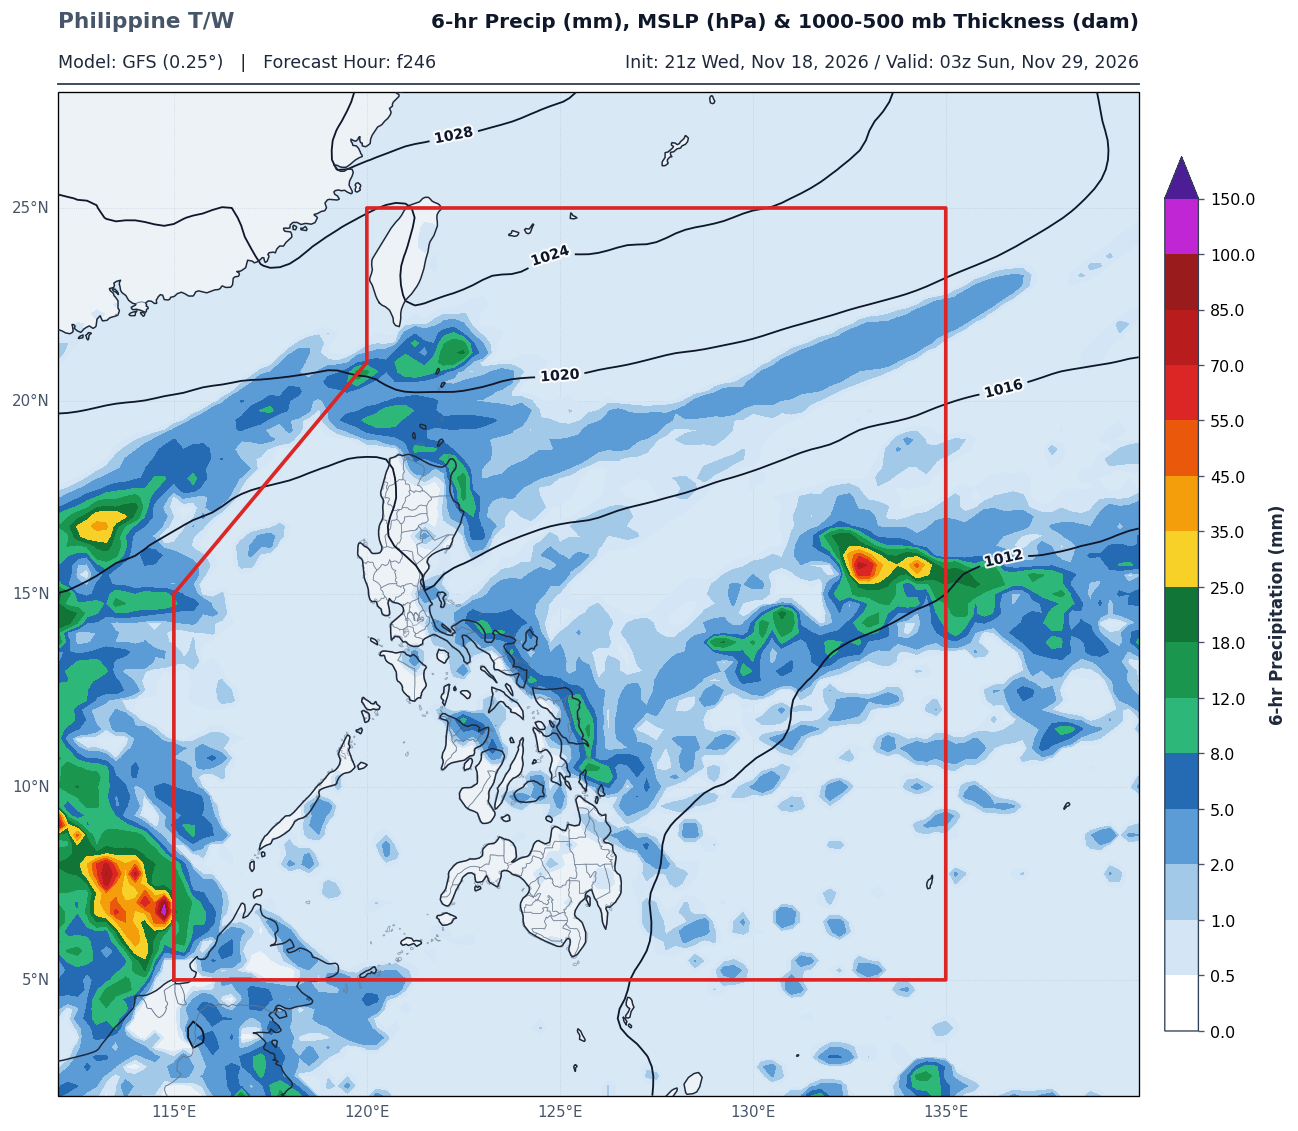 Philippine T/W
6-hr Precip (mm), MSLP (hPa) & 1000-500 mb Thickness (dam)
Model: GFS (0.25°) | Forecast Hour: f246
Init: 21z Wed, Nov 18, 2026 / Valid: 03z Sun, Nov 29, 2026
1028
1024
1020
1016
1012
25°N
20°N
15°N
10°N
5°N
115°E
120°E
125°E
130°E
135°E
150.0
100.0
85.0
70.0
55.0
45.0
35.0
25.0
18.0
12.0
8.0
5.0
2.0
1.0
0.5
0.0
6-hr Precipitation (mm)